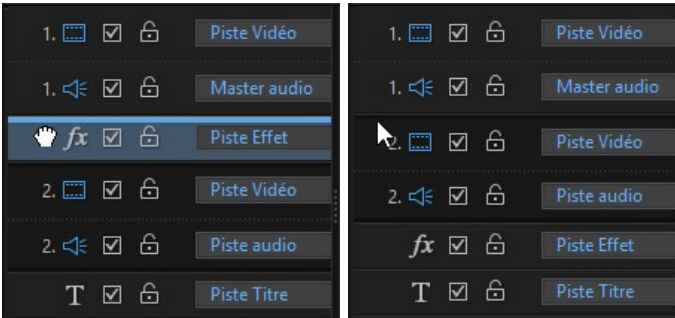 1. Piste Vidéo
1. Master audio
fx Piste Effet
2. Piste Vidéo
2. Piste audio
T Piste Titre
1. Piste Vidéo
1. Master audio
2. Piste Vidéo
2. Piste audio
fx Piste Effet
T Piste Titre